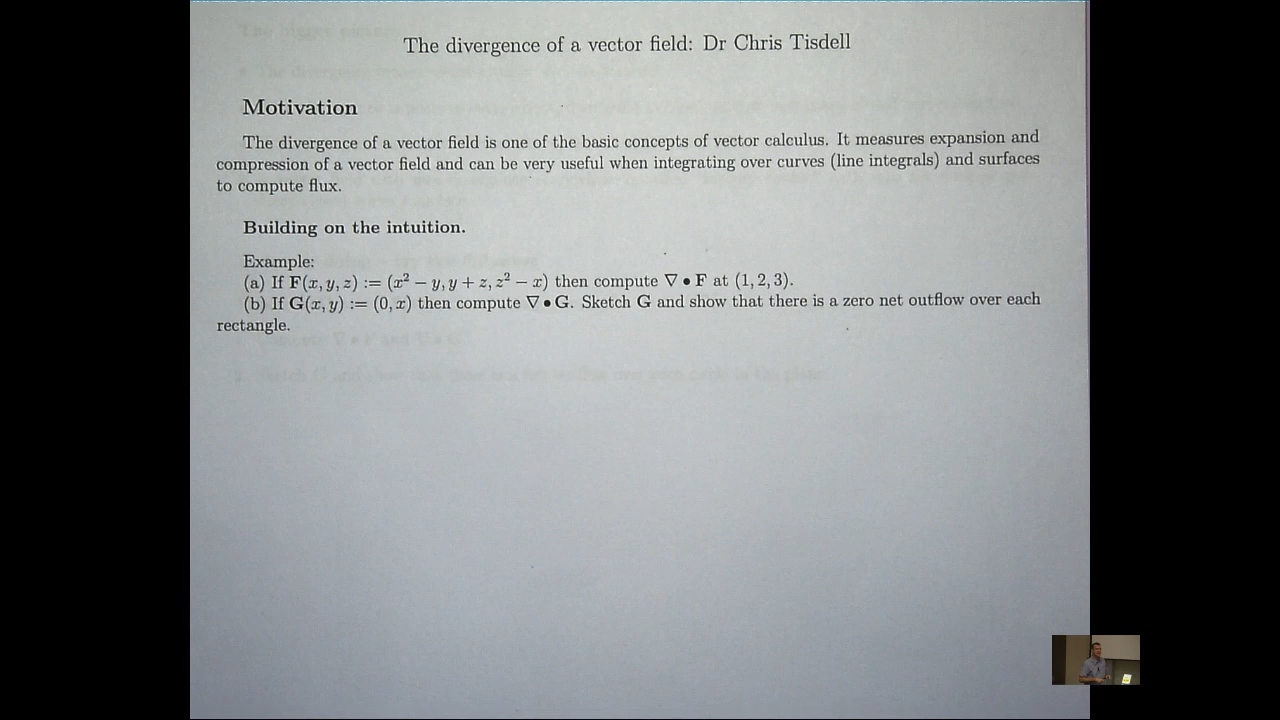 The divergence of a vector field: Dr Chris Tisdell
Motivation
The divergence of a vector field is one of the basic concepts of vector calculus. It measures expansion and
compression of a vector field and can be very useful when integrating over curves (line integrals) and surfaces
to compute flux.
Building on the intuition.
Example:
(a) If F(x, y, z) := (x² − y, y + z, z² − x) then compute ∇ • F at (1, 2, 3).
(b) If G(x, y) := (0, x) then compute ∇ • G. Sketch G and show that there is a zero net outflow over each
rectangle.